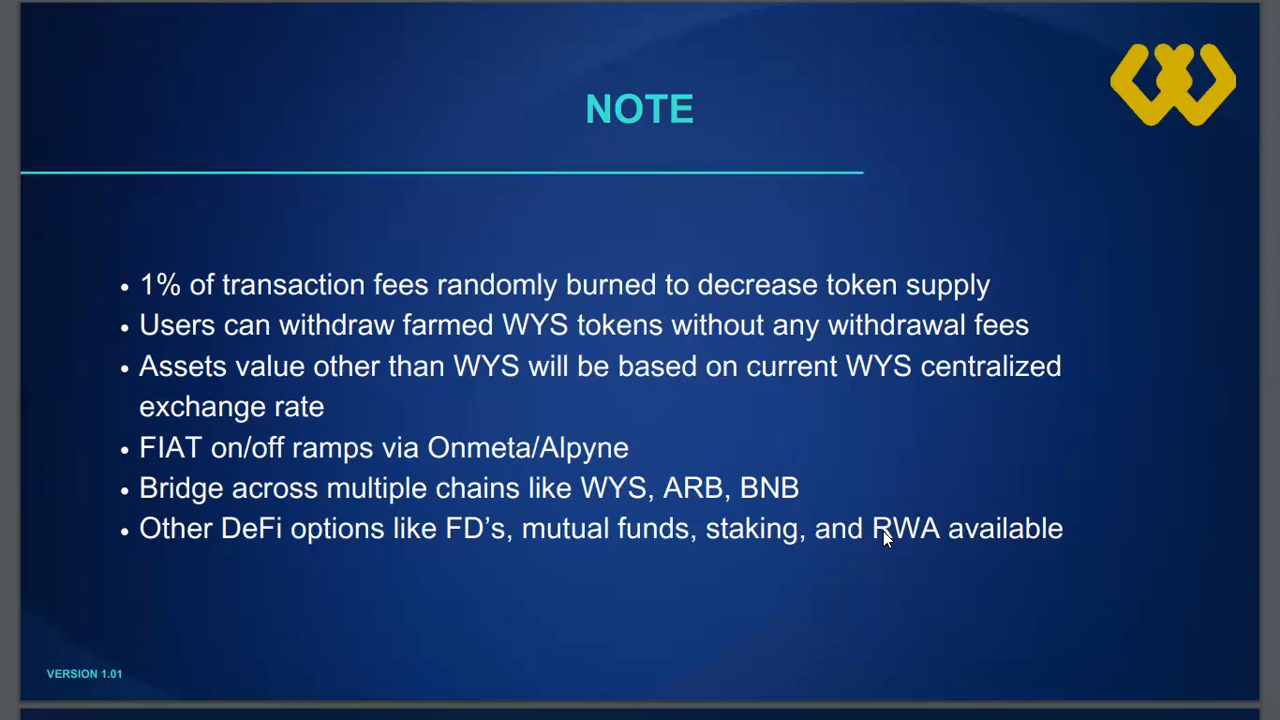 NOTE
• 1% of transaction fees randomly burned to decrease token supply
• Users can withdraw farmed WYS tokens without any withdrawal fees
• Assets value other than WYS will be based on current WYS centralized
exchange rate
• FIAT on/off ramps via Onmeta/Alpyne
• Bridge across multiple chains like WYS, ARB, BNB
• Other DeFi options like FD’s, mutual funds, staking, and RWA available
VERSION 1.01